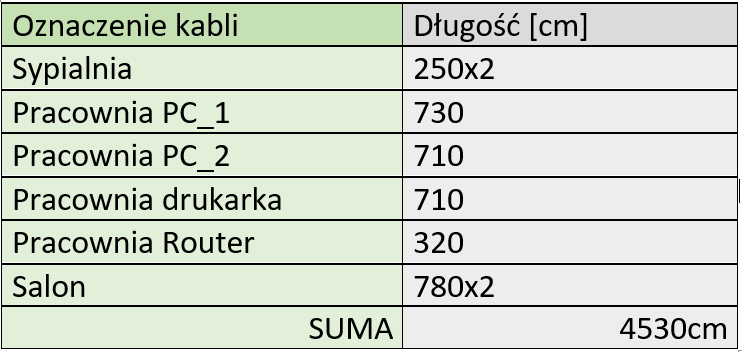 Oznaczenie kabli Długość [cm]
Sypialnia 250x2
Pracownia PC_1 730
Pracownia PC_2 710
Pracownia drukarka 710
Pracownia Router 320
Salon 780x2
SUMA 4530cm